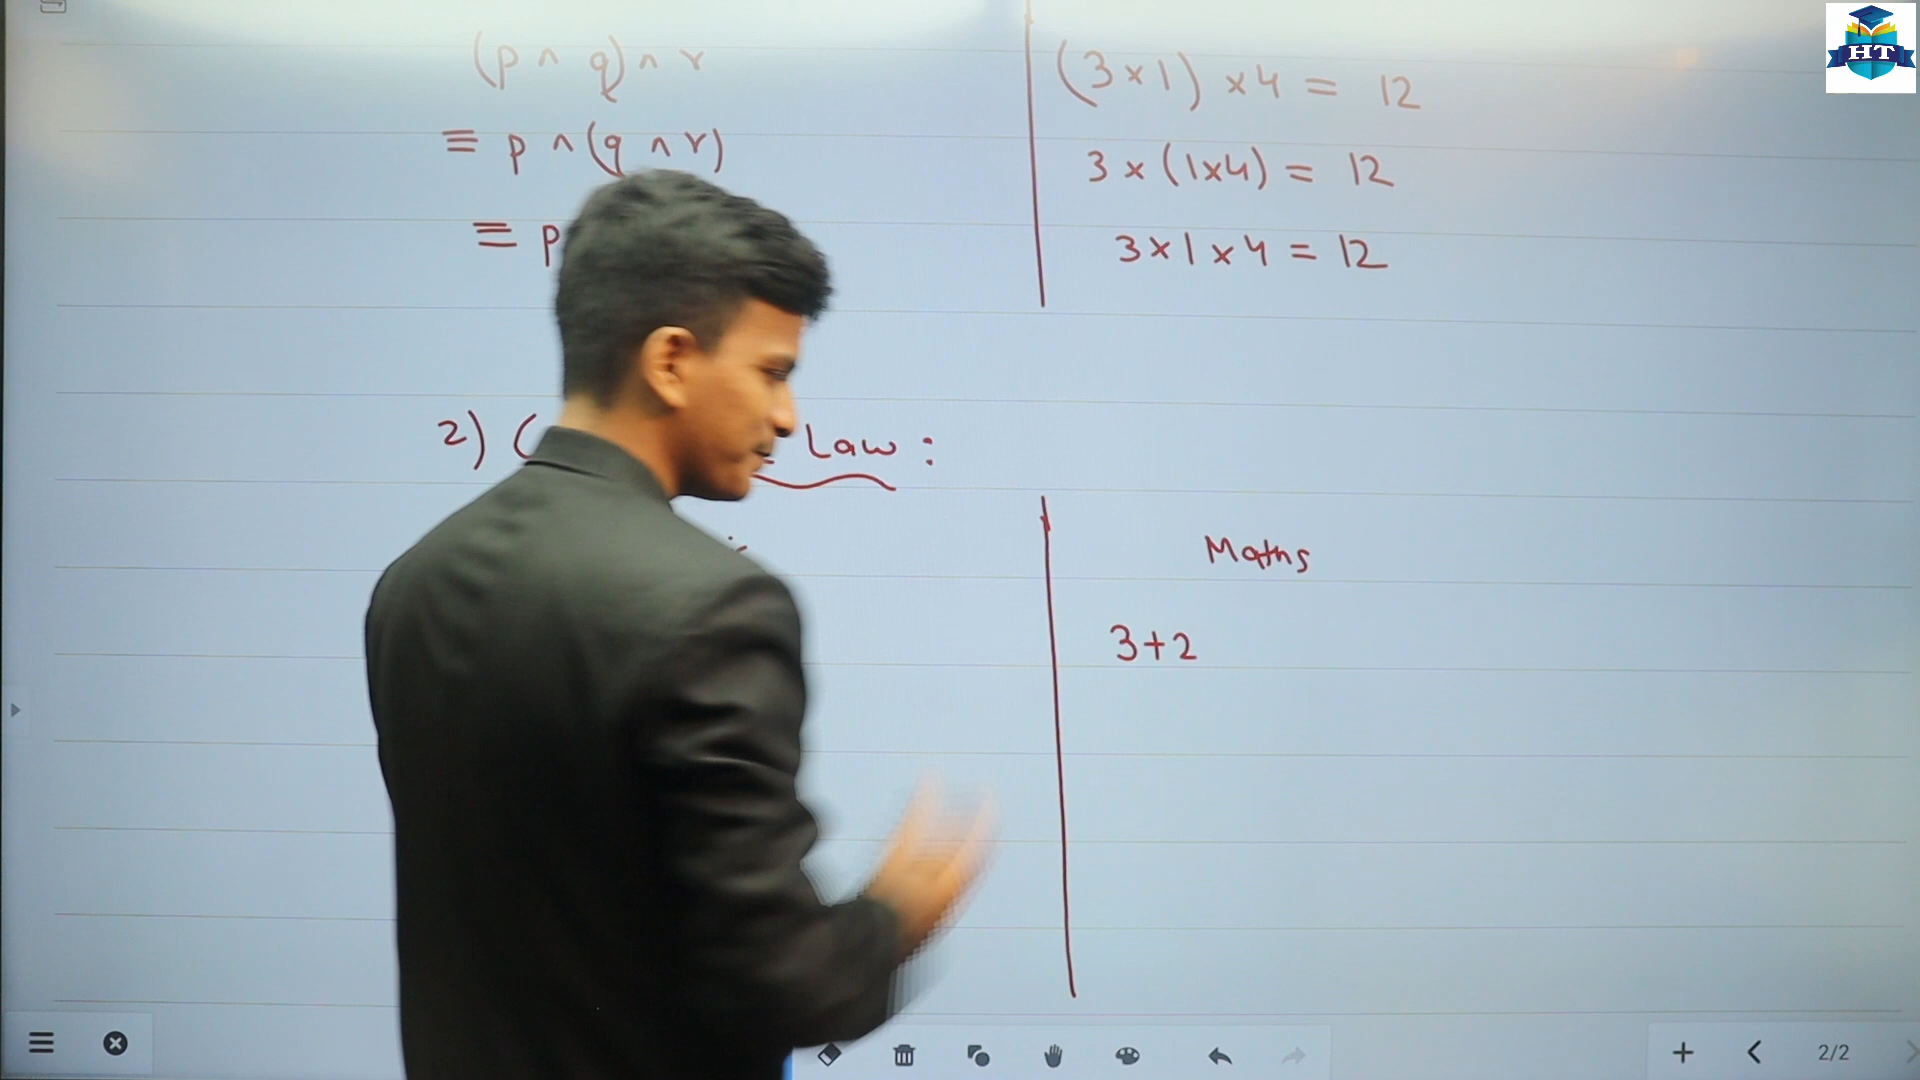 (p ∧ q) ∧ r
≡ p ∧ (q ∧ r)
≡ p
(3 × 1) × 4 = 12
3 × (1 × 4) = 12
3 × 1 × 4 = 12
2) Law :
Maths
3 + 2
HT
2/2